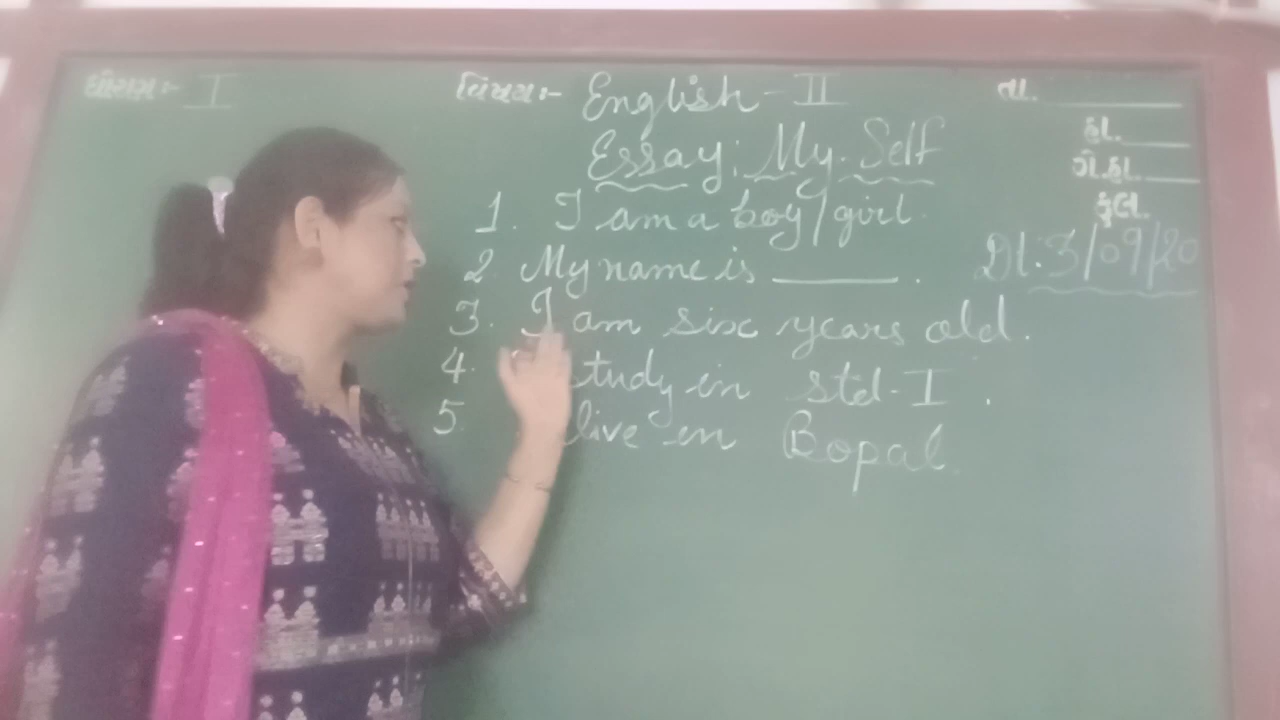 ધોરણ:- I
વિષય:- English - II
તા.
Essay: My Self
હા.
ગે.હા.
1. I am a boy/girl.
કુલ.
2. My name is ______.
Dt. 3/09/20
3. I am six years old.
4. study in std-I.
5 live in Bopal.